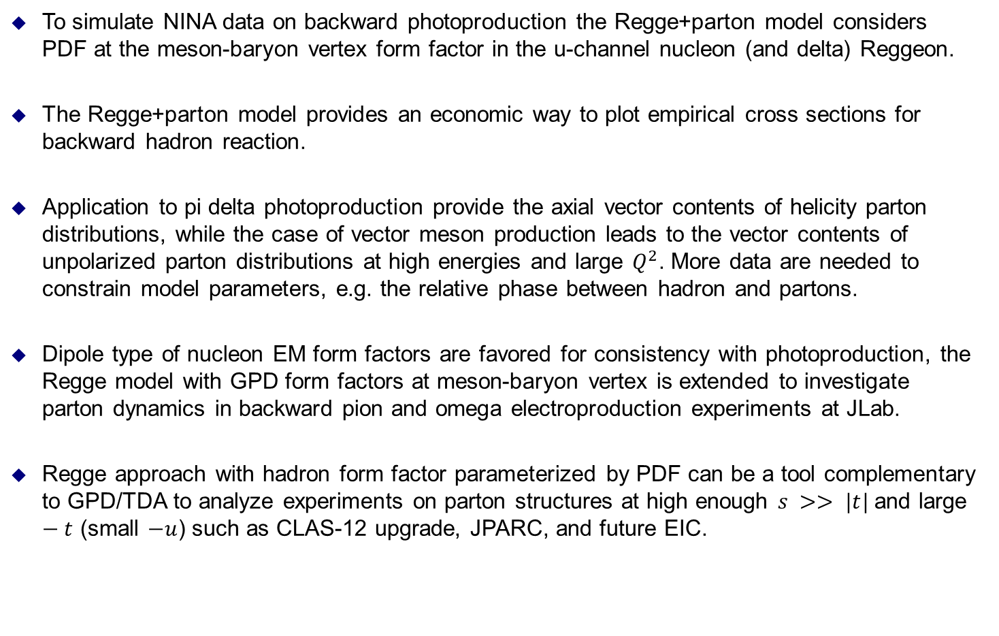 ◆ To simulate NINA data on backward photoproduction the Regge+parton model considers
PDF at the meson-baryon vertex form factor in the u-channel nucleon (and delta) Reggeon.
◆ The Regge+parton model provides an economic way to plot empirical cross sections for
backward hadron reaction.
◆ Application to pi delta photoproduction provide the axial vector contents of helicity parton
distributions, while the case of vector meson production leads to the vector contents of
unpolarized parton distributions at high energies and large 𝑄². More data are needed to
constrain model parameters, e.g. the relative phase between hadron and partons.
◆ Dipole type of nucleon EM form factors are favored for consistency with photoproduction, the
Regge model with GPD form factors at meson-baryon vertex is extended to investigate
parton dynamics in backward pion and omega electroproduction experiments at JLab.
◆ Regge approach with hadron form factor parameterized by PDF can be a tool complementary
to GPD/TDA to analyze experiments on parton structures at high enough 𝑠 >> |𝑡| and large
− 𝑡 (small −𝑢) such as CLAS-12 upgrade, JPARC, and future EIC.